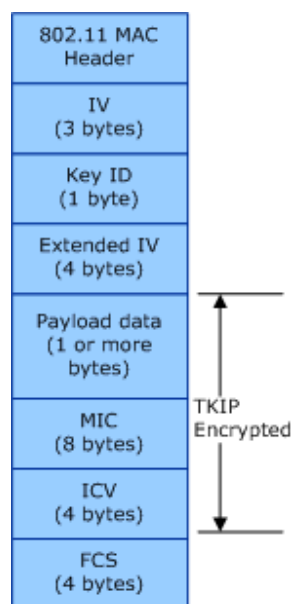 802.11 MAC
Header
IV
(3 bytes)
Key ID
(1 byte)
Extended IV
(4 bytes)
Payload data
(1 or more
bytes)
MIC
(8 bytes)
ICV
(4 bytes)
FCS
(4 bytes)
TKIP
Encrypted